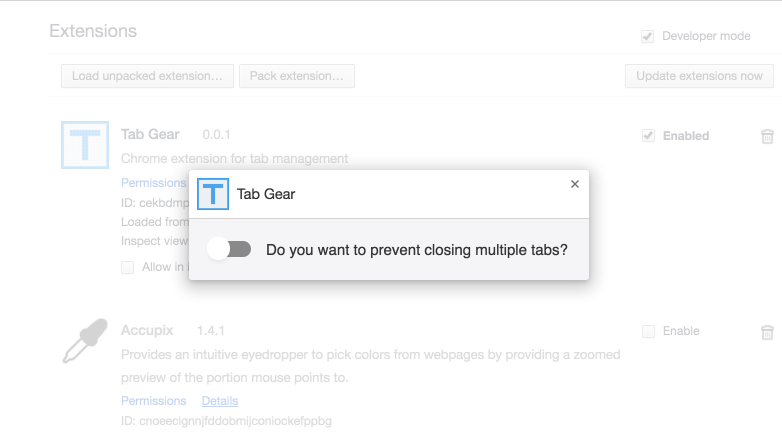 Extensions
Developer mode
Load unpacked extension… Pack extension… Update extensions now
T Tab Gear 0.0.1 Enabled
Chrome extension for tab management
Permissions
ID: cekbdmp
Loaded from
Inspect view
Allow in i
T Tab Gear ×
Do you want to prevent closing multiple tabs?
Accupix 1.4.1 Enable
Provides an intuitive eyedropper to pick colors from webpages by providing a zoomed
preview of the portion mouse points to.
Permissions Details
ID: cnoeecignnjfddobmijconiockefppbg